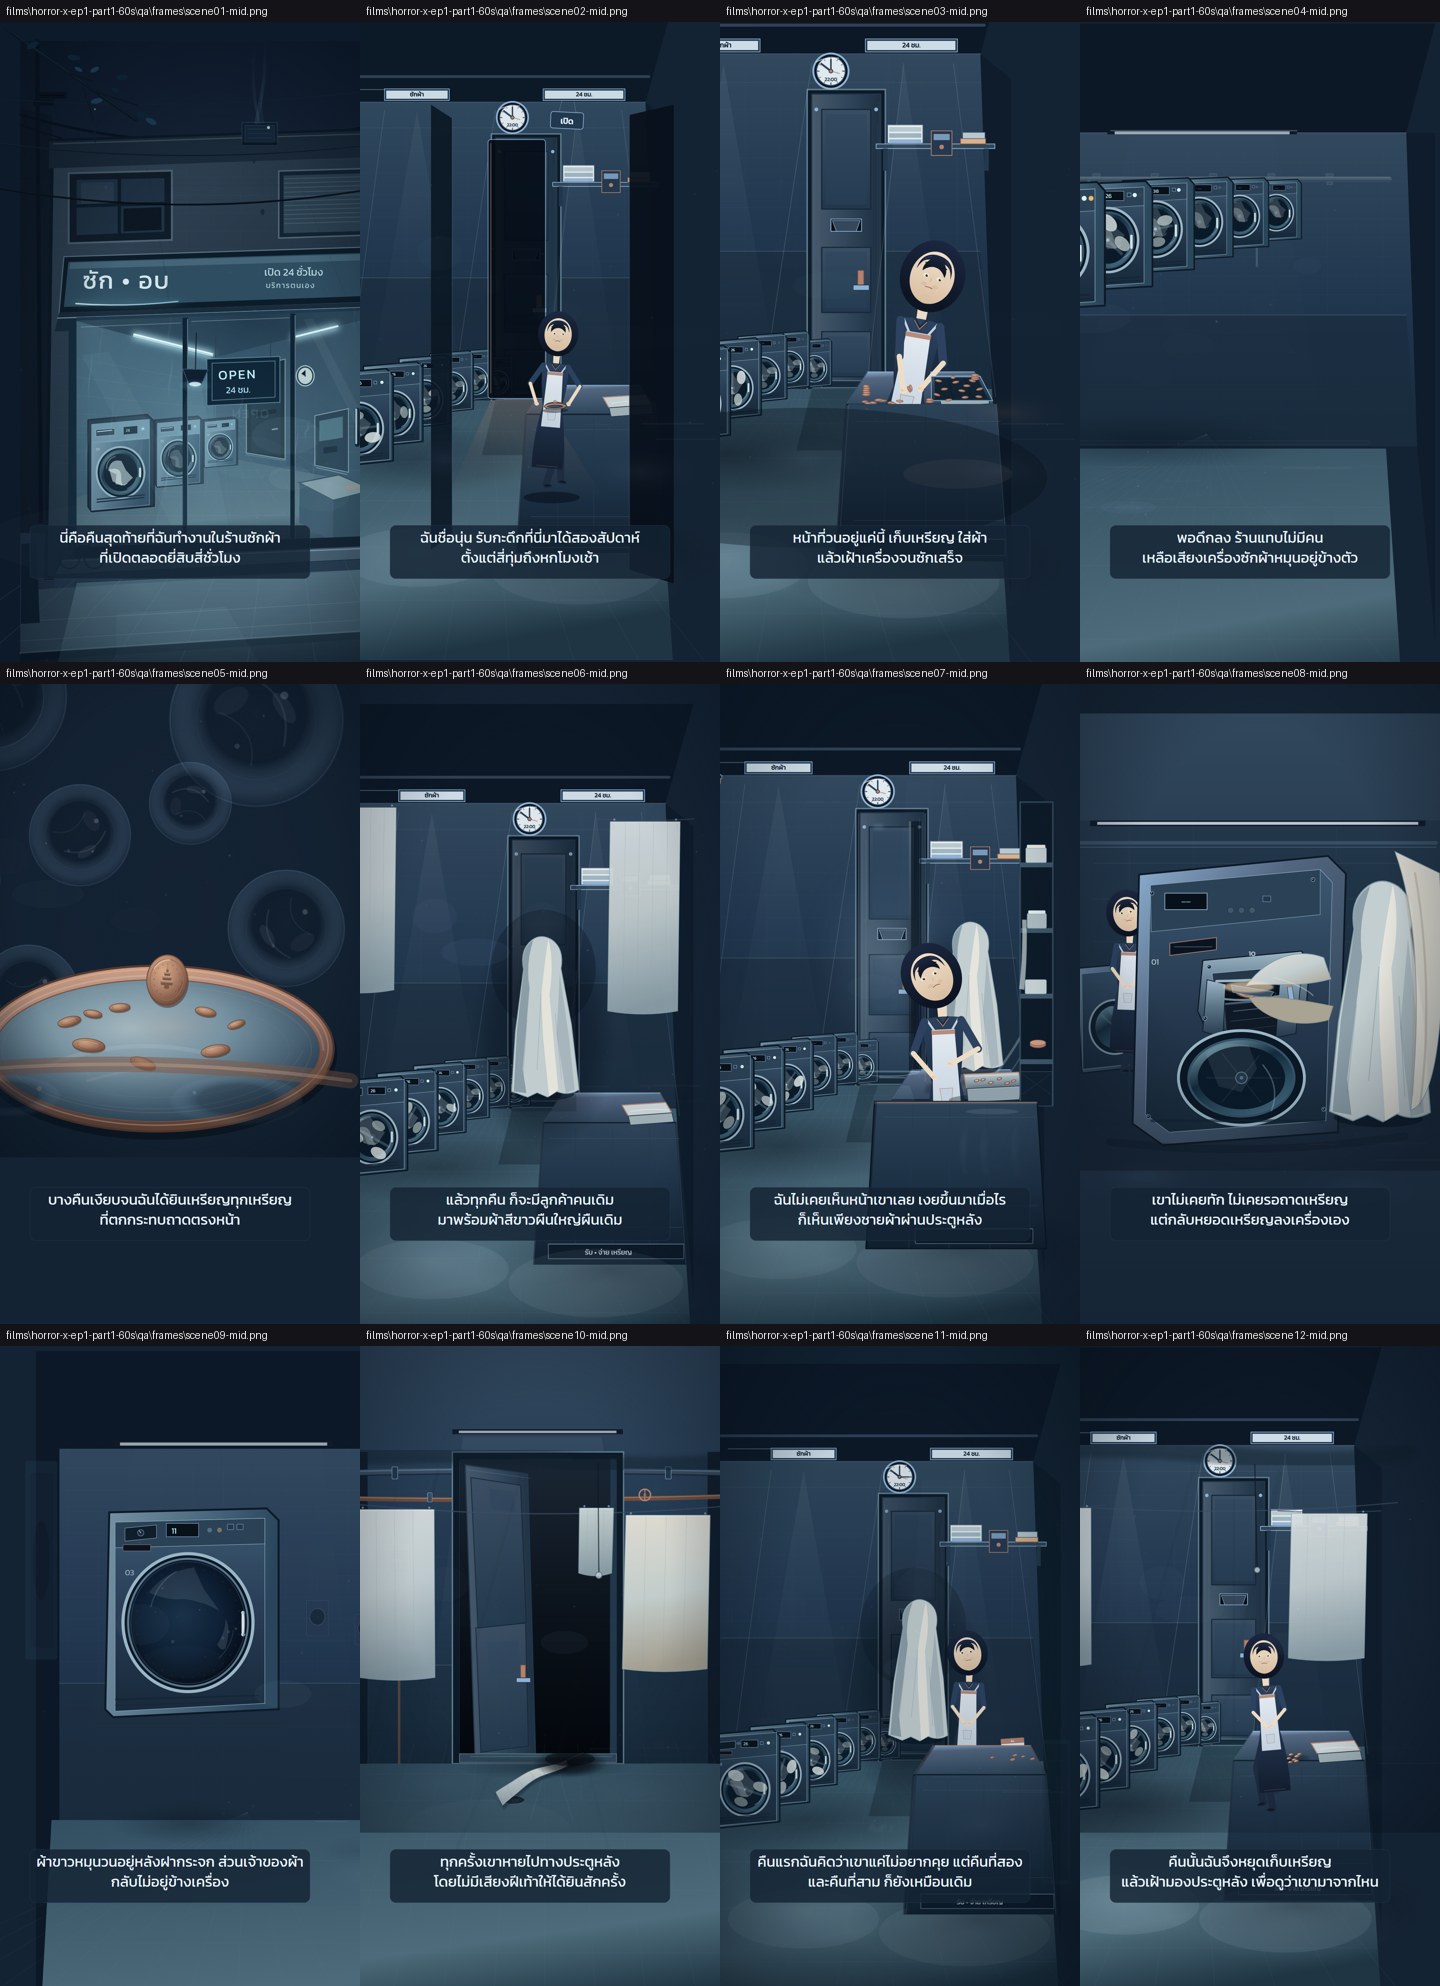 films\horror-x-ep1-part1-60s\qa\frames\scene01-mid.png
films\horror-x-ep1-part1-60s\qa\frames\scene02-mid.png
films\horror-x-ep1-part1-60s\qa\frames\scene03-mid.png
films\horror-x-ep1-part1-60s\qa\frames\scene04-mid.png
ซัก • อบ
เปิด 24 ชั่วโมง
บริการตนเอง
OPEN
24 ชม.
นี่คือคืนสุดท้ายที่ฉันทำงานในร้านซักผ้า
ที่เปิดตลอดยี่สิบสี่ชั่วโมง
ซักผ้า
24 ชม.
22:00
เปิด
ฉันชื่อนุ่น รับกะดึกที่นี่มาได้สองสัปดาห์
ตั้งแต่สี่ทุ่มถึงหกโมงเช้า
24 ชม.
22:00
หน้าที่วนอยู่แค่นี้ เก็บเหรียญ ใส่ผ้า
แล้วเฝ้าเครื่องจนซักเสร็จ
พอดึกลง ร้านแทบไม่มีคน
เหลือเสียงเครื่องซักผ้าหมุนอยู่ข้างตัว
films\horror-x-ep1-part1-60s\qa\frames\scene05-mid.png
films\horror-x-ep1-part1-60s\qa\frames\scene06-mid.png
films\horror-x-ep1-part1-60s\qa\frames\scene07-mid.png
films\horror-x-ep1-part1-60s\qa\frames\scene08-mid.png
บางคืนเงียบจนฉันได้ยินเหรียญทุกเหรียญ
ที่ตกกระทบถาดตรงหน้า
ซักผ้า
24 ชม.
22:00
แล้วทุกคืน ก็จะมีลูกค้าคนเดิม
มาพร้อมผ้าสีขาวผืนใหญ่ผืนเดิม
รับ • จ่าย เหรียญ
ซักผ้า
24 ชม.
22:00
ฉันไม่เคยเห็นหน้าเขาเลย เงยขึ้นมาเมื่อไร
ก็เห็นเพียงชายผ้าผ่านประตูหลัง
01
10
เขาไม่เคยทัก ไม่เคยรอถาดเหรียญ
แต่กลับหยอดเหรียญลงเครื่องเอง
films\horror-x-ep1-part1-60s\qa\frames\scene09-mid.png
films\horror-x-ep1-part1-60s\qa\frames\scene10-mid.png
films\horror-x-ep1-part1-60s\qa\frames\scene11-mid.png
films\horror-x-ep1-part1-60s\qa\frames\scene12-mid.png
11
03
ผ้าขาวหมุนวนอยู่หลังฝากระจก ส่วนเจ้าของผ้า
กลับไม่อยู่ข้างเครื่อง
ทุกครั้งเขาหายไปทางประตูหลัง
โดยไม่มีเสียงฝีเท้าให้ได้ยินสักครั้ง
ซักผ้า
24 ชม.
22:00
คืนแรกฉันคิดว่าเขาแค่ไม่อยากคุย แต่คืนที่สอง
และคืนที่สาม ก็ยังเหมือนเดิม
รับ • จ่าย เหรียญ
ซักผ้า
24 ชม.
22:00
คืนนั้นฉันจึงหยุดเก็บเหรียญ
แล้วเฝ้ามองประตูหลัง เพื่อดูว่าเขามาจากไหน